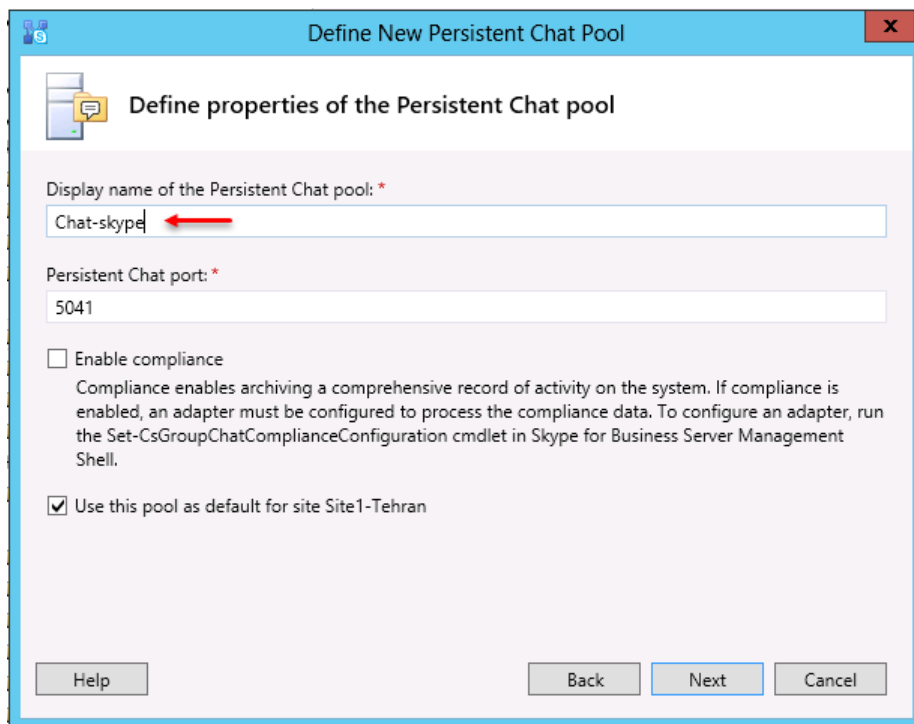 Define New Persistent Chat Pool
x
Define properties of the Persistent Chat pool
Display name of the Persistent Chat pool: *
Chat-skype
Persistent Chat port: *
5041
Enable compliance
Compliance enables archiving a comprehensive record of activity on the system. If compliance is
enabled, an adapter must be configured to process the compliance data. To configure an adapter, run
the Set-CsGroupChatComplianceConfiguration cmdlet in Skype for Business Server Management
Shell.
Use this pool as default for site Site1-Tehran
Help
Back
Next
Cancel